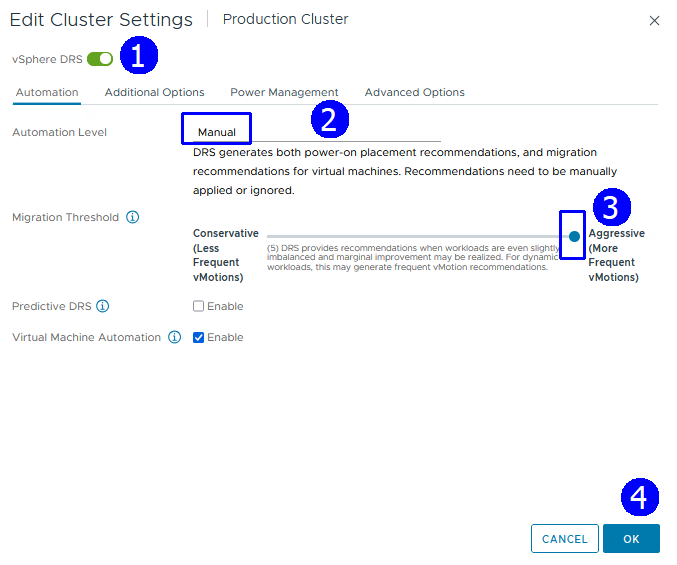 Edit Cluster Settings | Production Cluster
vSphere DRS 1
Automation Additional Options Power Management Advanced Options
2
Automation Level Manual
DRS generates both power-on placement recommendations, and migration
recommendations for virtual machines. Recommendations need to be manually
applied or ignored.
3
Migration Threshold
Conservative
(Less
Frequent
vMotions)
(5) DRS provides recommendations when workloads are even slightly
imbalanced and marginal improvement may be realized. For dynamic
workloads, this may generate frequent vMotion recommendations.
Aggressive
(More
Frequent
vMotions)
Predictive DRS Enable
Virtual Machine Automation Enable
4
CANCEL OK